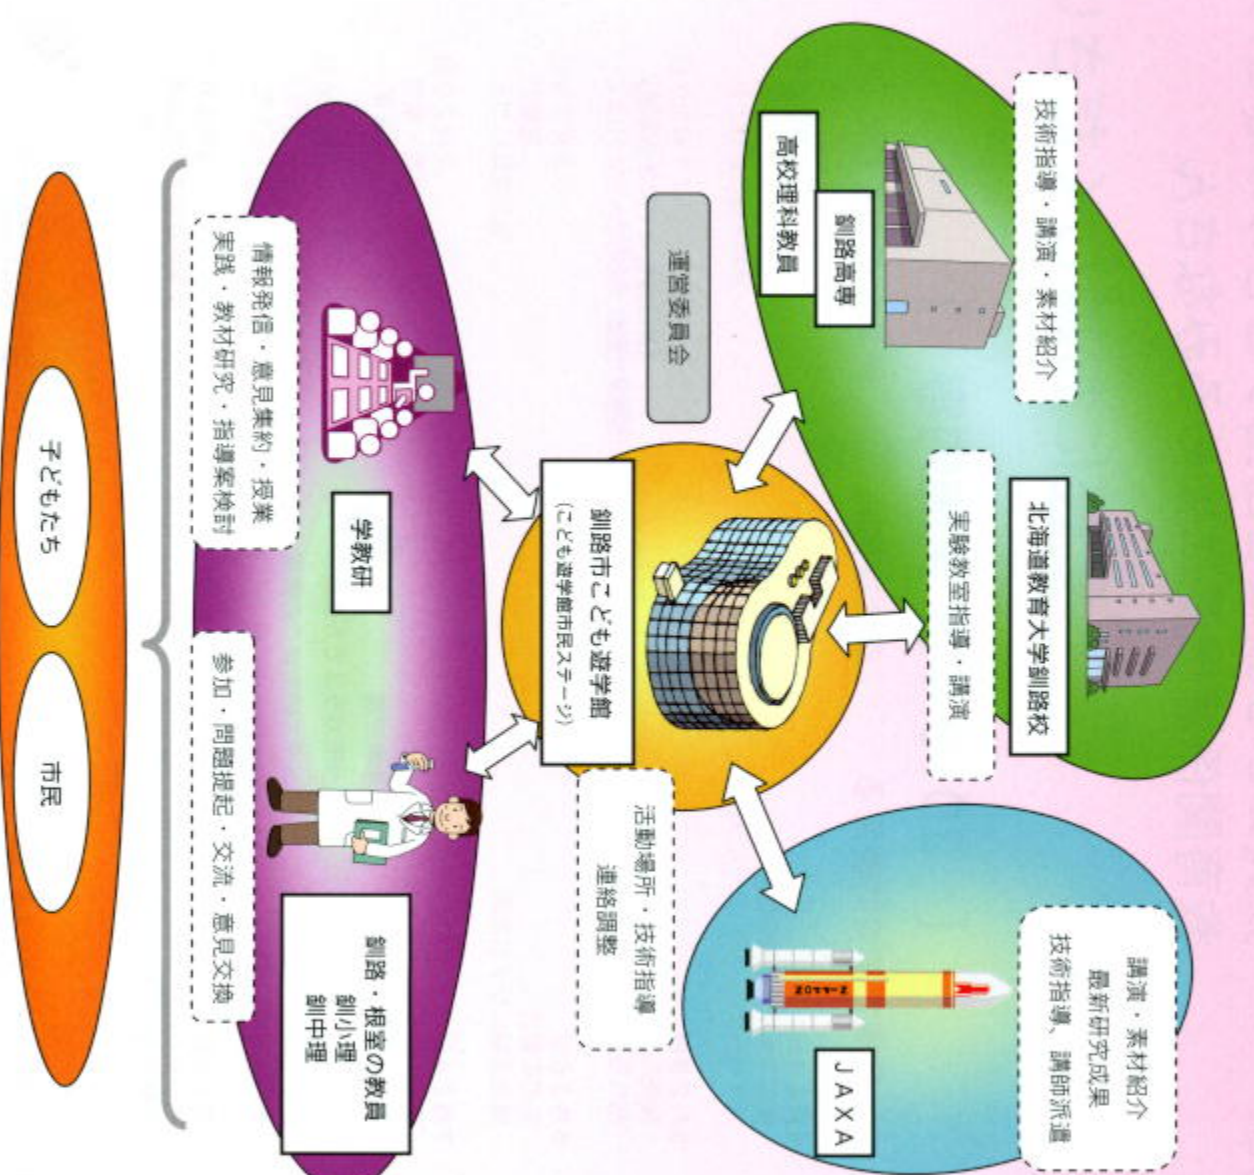 技術指導・講演・素材紹介
釧路高専
高校理科教員
北海道教育大学釧路校
実験教室指導・講演
講演・素材紹介
最新研究成果
技術指導、講師派遣
NIPPON
JAXA
運営委員会
釧路市こども遊学館
(こども遊学館市民ステージ)
活動場所・技術指導
連絡調整
学教研
情報発信・意見集約・授業
実践・教材研究・指導案検討
釧路・根室の教員
釧小理
釧中理
参加・問題提起・交流・意見交換
子どもたち
市民